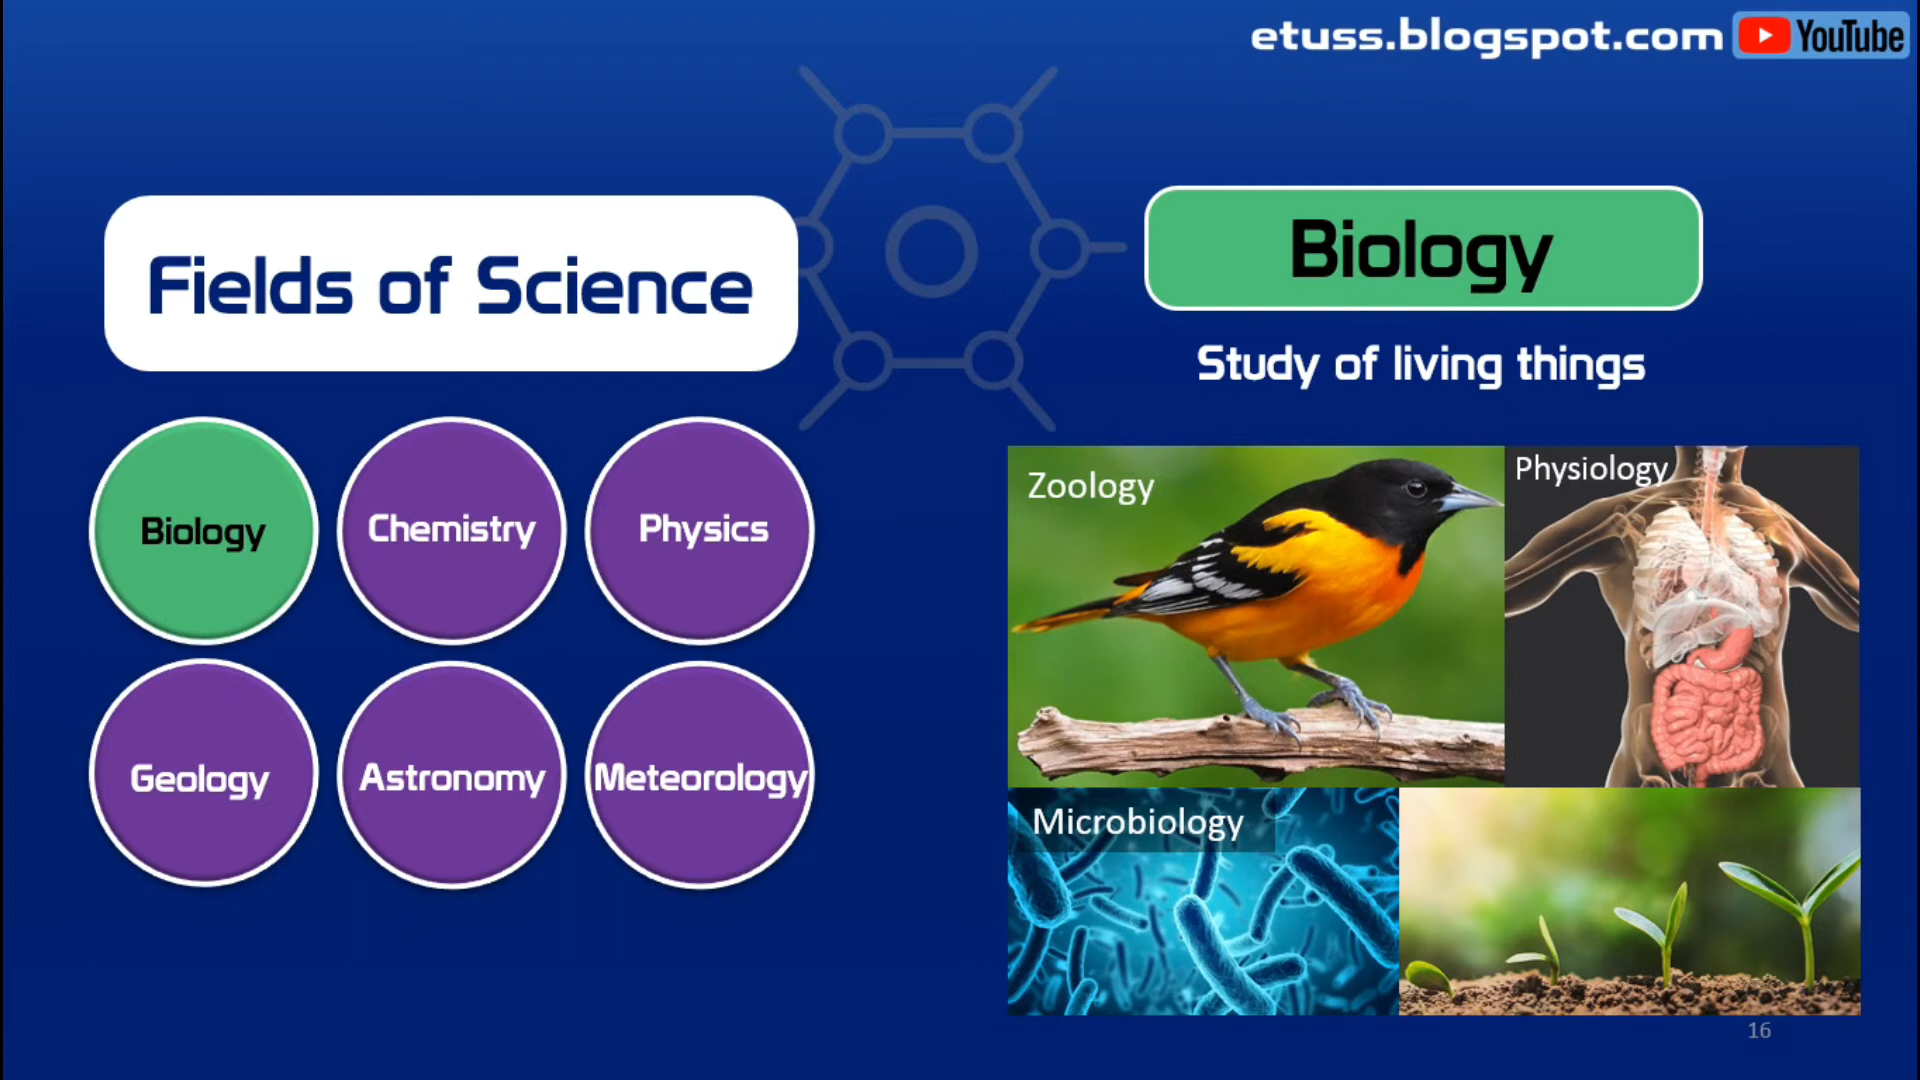 etuss.blogspot.com YouTube
Fields of Science
Biology
Chemistry
Physics
Geology
Astronomy
Meteorology
Biology
Study of living things
Zoology
Physiology
Microbiology
16